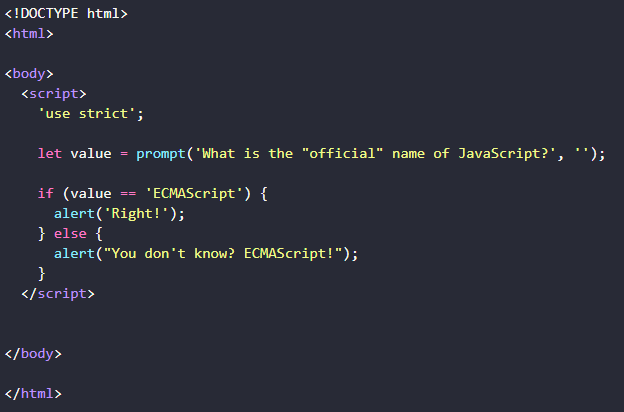 <!DOCTYPE html>
<html>
<body>
<script>
'use strict';
let value = prompt('What is the "official" name of JavaScript?', '');
if (value == 'ECMAScript') {
alert('Right!');
} else {
alert("You don't know? ECMAScript!");
}
</script>
</body>
</html>